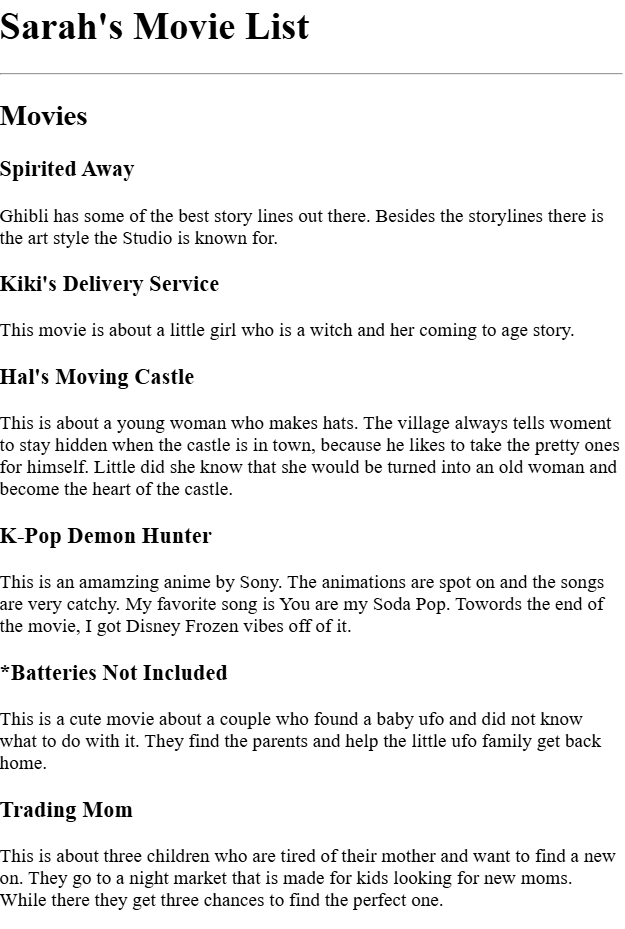 Sarah's Movie List
Movies
Spirited Away
Ghibli has some of the best story lines out there. Besides the storylines there is
the art style the Studio is known for.
Kiki's Delivery Service
This movie is about a little girl who is a witch and her coming to age story.
Hal's Moving Castle
This is about a young woman who makes hats. The village always tells woment
to stay hidden when the castle is in town, because he likes to take the pretty ones
for himself. Little did she know that she would be turned into an old woman and
become the heart of the castle.
K-Pop Demon Hunter
This is an amamzing anime by Sony. The animations are spot on and the songs
are very catchy. My favorite song is You are my Soda Pop. Towords the end of
the movie, I got Disney Frozen vibes off of it.
*Batteries Not Included
This is a cute movie about a couple who found a baby ufo and did not know
what to do with it. They find the parents and help the little ufo family get back
home.
Trading Mom
This is about three children who are tired of their mother and want to find a new
on. They go to a night market that is made for kids looking for new moms.
While there they get three chances to find the perfect one.